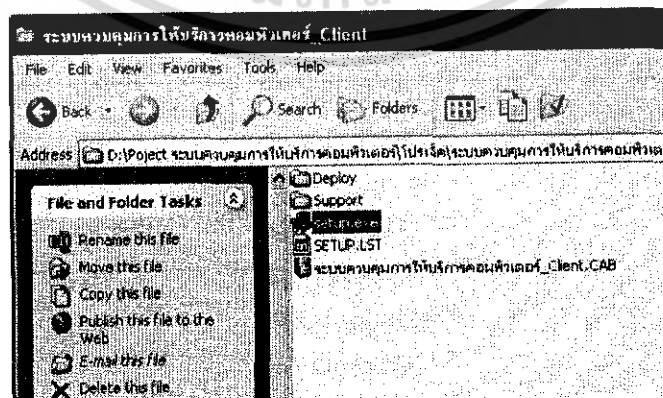 ระบบควบคุมการให้บริการคอมพิวเตอร์_Client
File Edit View Favorites Tools Help
Back Search Folders
Address D:\Poject ระบบควบคุมการให้บริการคอมพิวเตอร์\โปรเจ็ค\ระบบควบคุมการให้บริการคอมพิวเต
File and Folder Tasks
Rename this file
Move this file
Copy this file
Publish this file to the
Web
E-mail this file
Delete this file
Deploy
Support
setup.exe
SETUP.LST
ระบบควบคุมการให้บริการคอมพิวเตอร์_Client.CAB